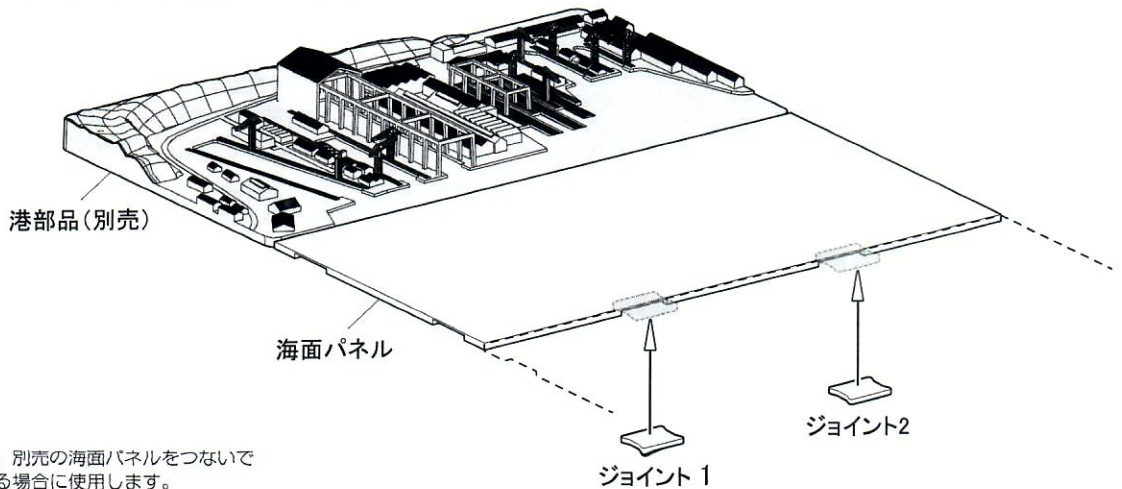 港部品(別売)
海面パネル
ジョイント2
ジョイント 1
別売の海面パネルをつないで
る場合に使用します。